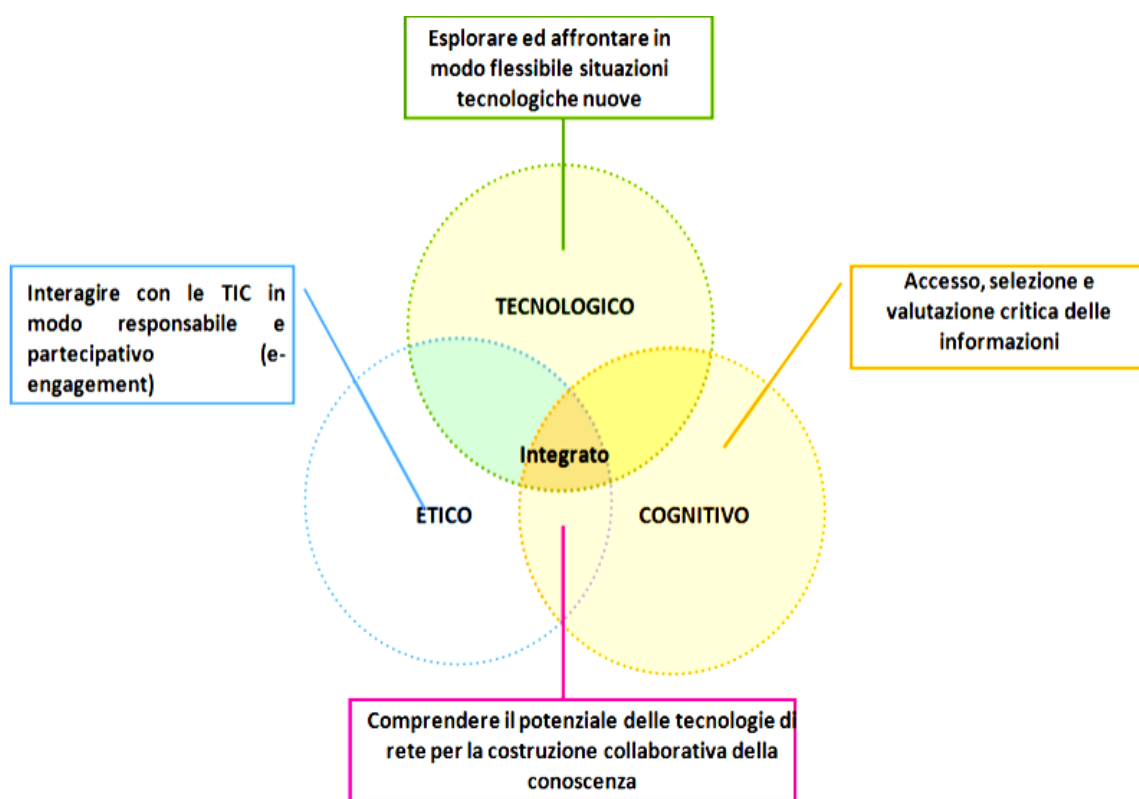 Esplorare ed affrontare in
modo flessibile situazioni
tecnologiche nuove
Interagire con le TIC in
modo responsabile e
partecipativo (e-
engagement)
TECNOLOGICO
Accesso, selezione e
valutazione critica delle
informazioni
Integrato
ETICO
COGNITIVO
Comprendere il potenziale delle tecnologie di
rete per la costruzione collaborativa della
conoscenza